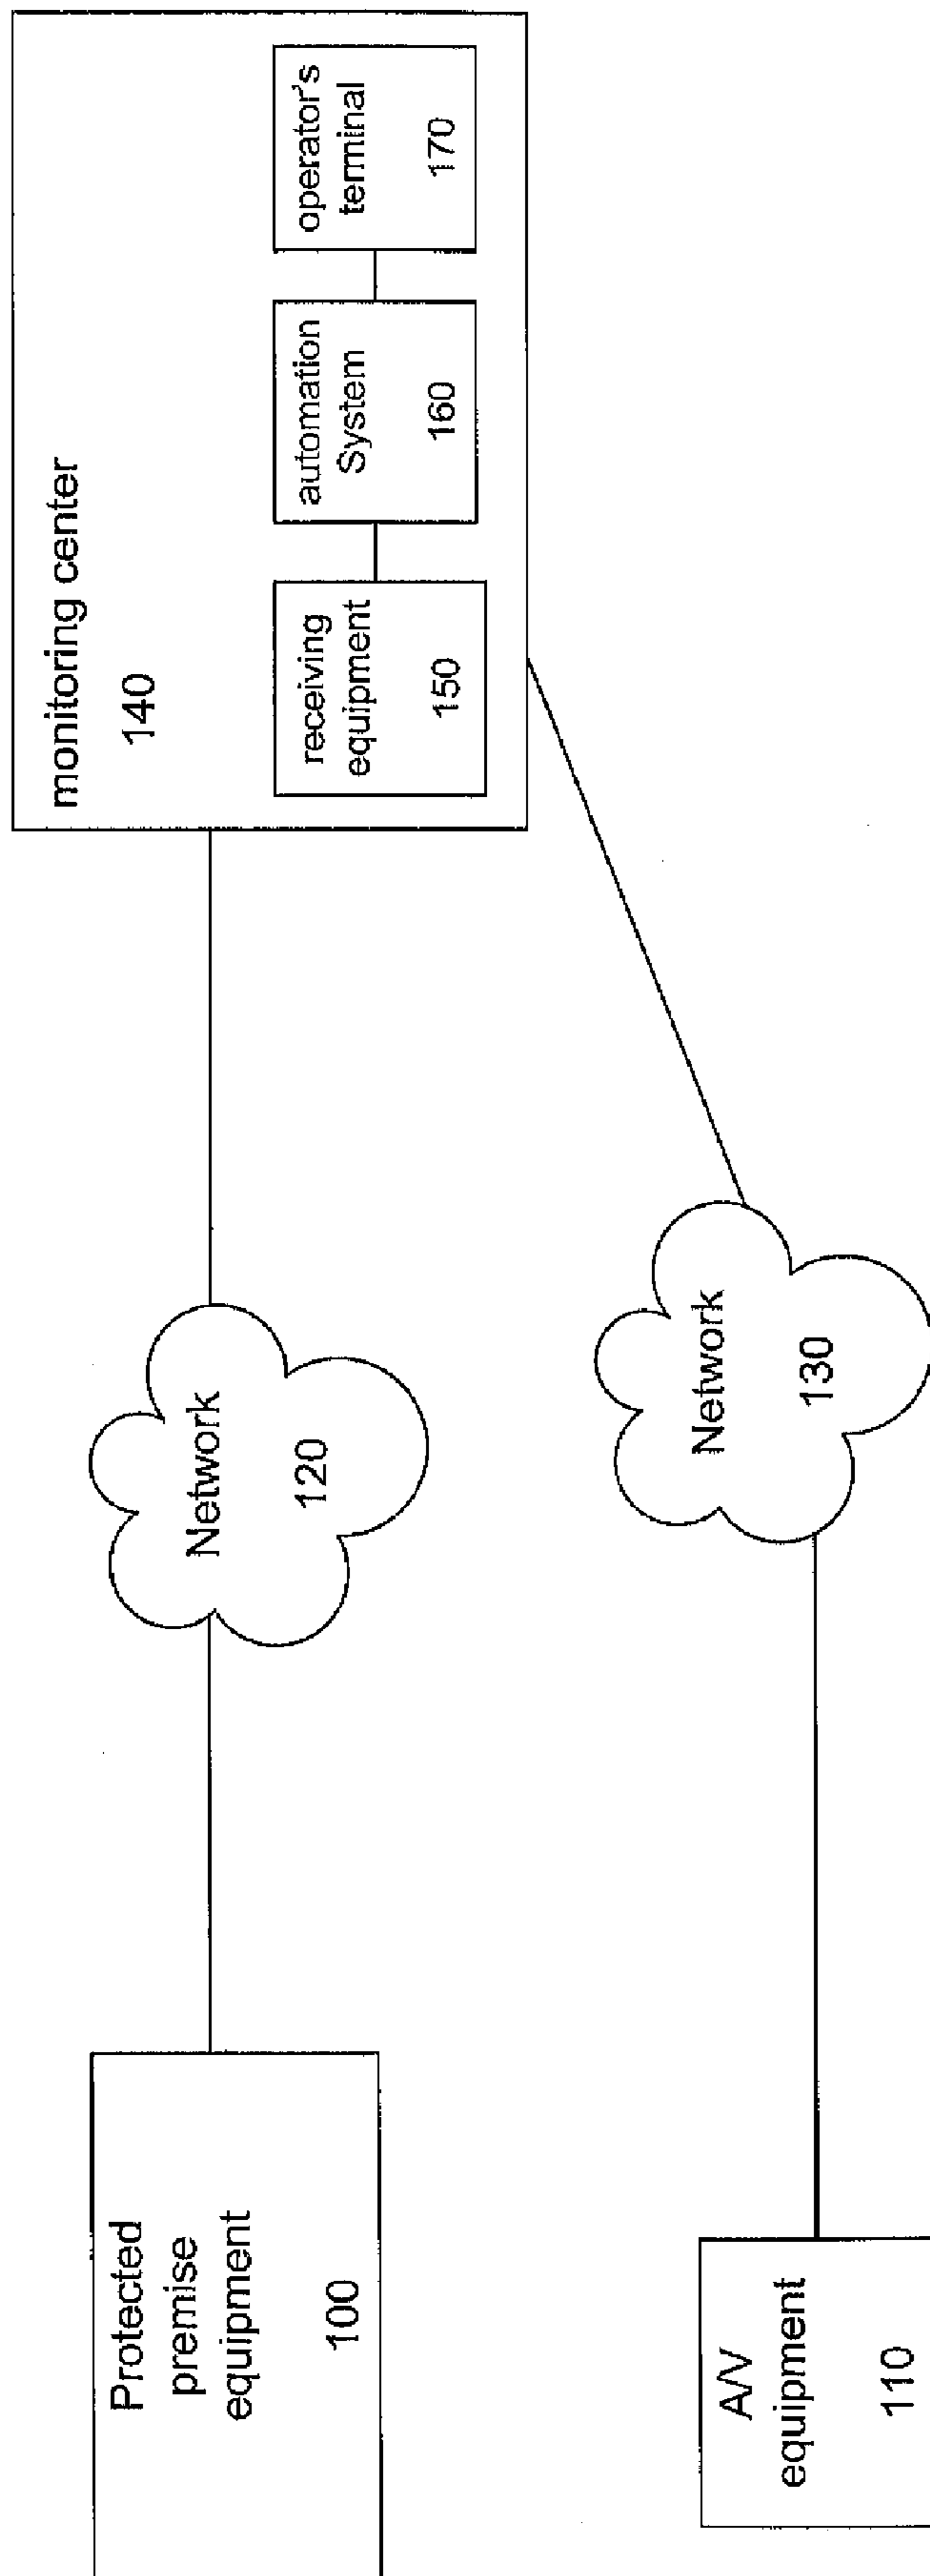 Protected
premise
equipment
100
Network
120
monitoring center
140
receiving
equipment
150
automation
System
160
operator's
terminal
170
A/V
equipment
110
Network
130